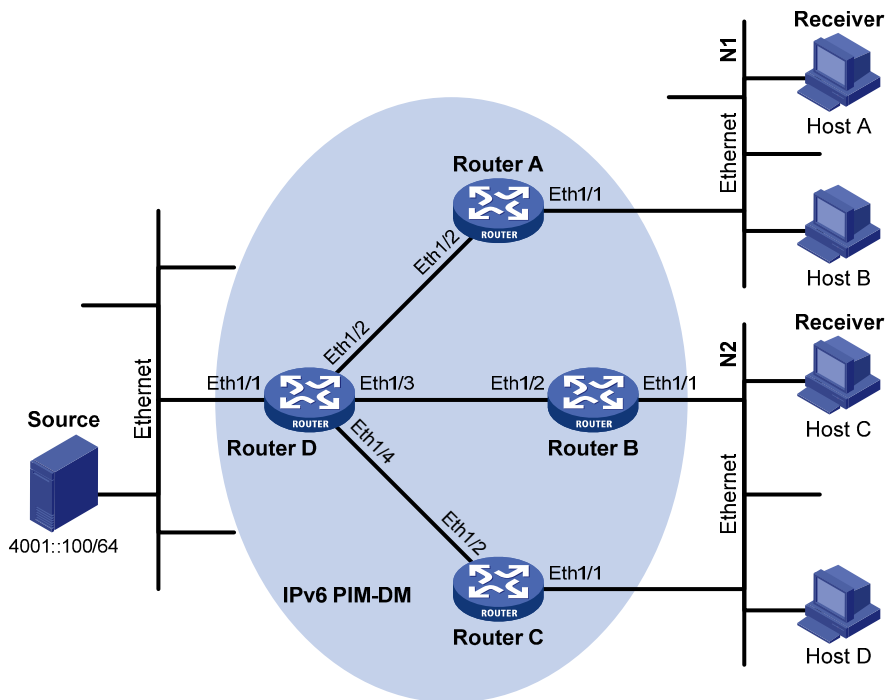 Receiver
N1
Host A
Ethernet
Router A
Eth1/1
ROUTER
Eth1/2
Host B
Receiver
N2
Eth1/2
Ethernet
Eth1/1
Eth1/3
Eth1/2
Eth1/1
Host C
Source
ROUTER
ROUTER
Router D
Router B
Eth1/4
Ethernet
4001::100/64
Eth1/2
Eth1/1
IPv6 PIM-DM
ROUTER
Router C
Host D